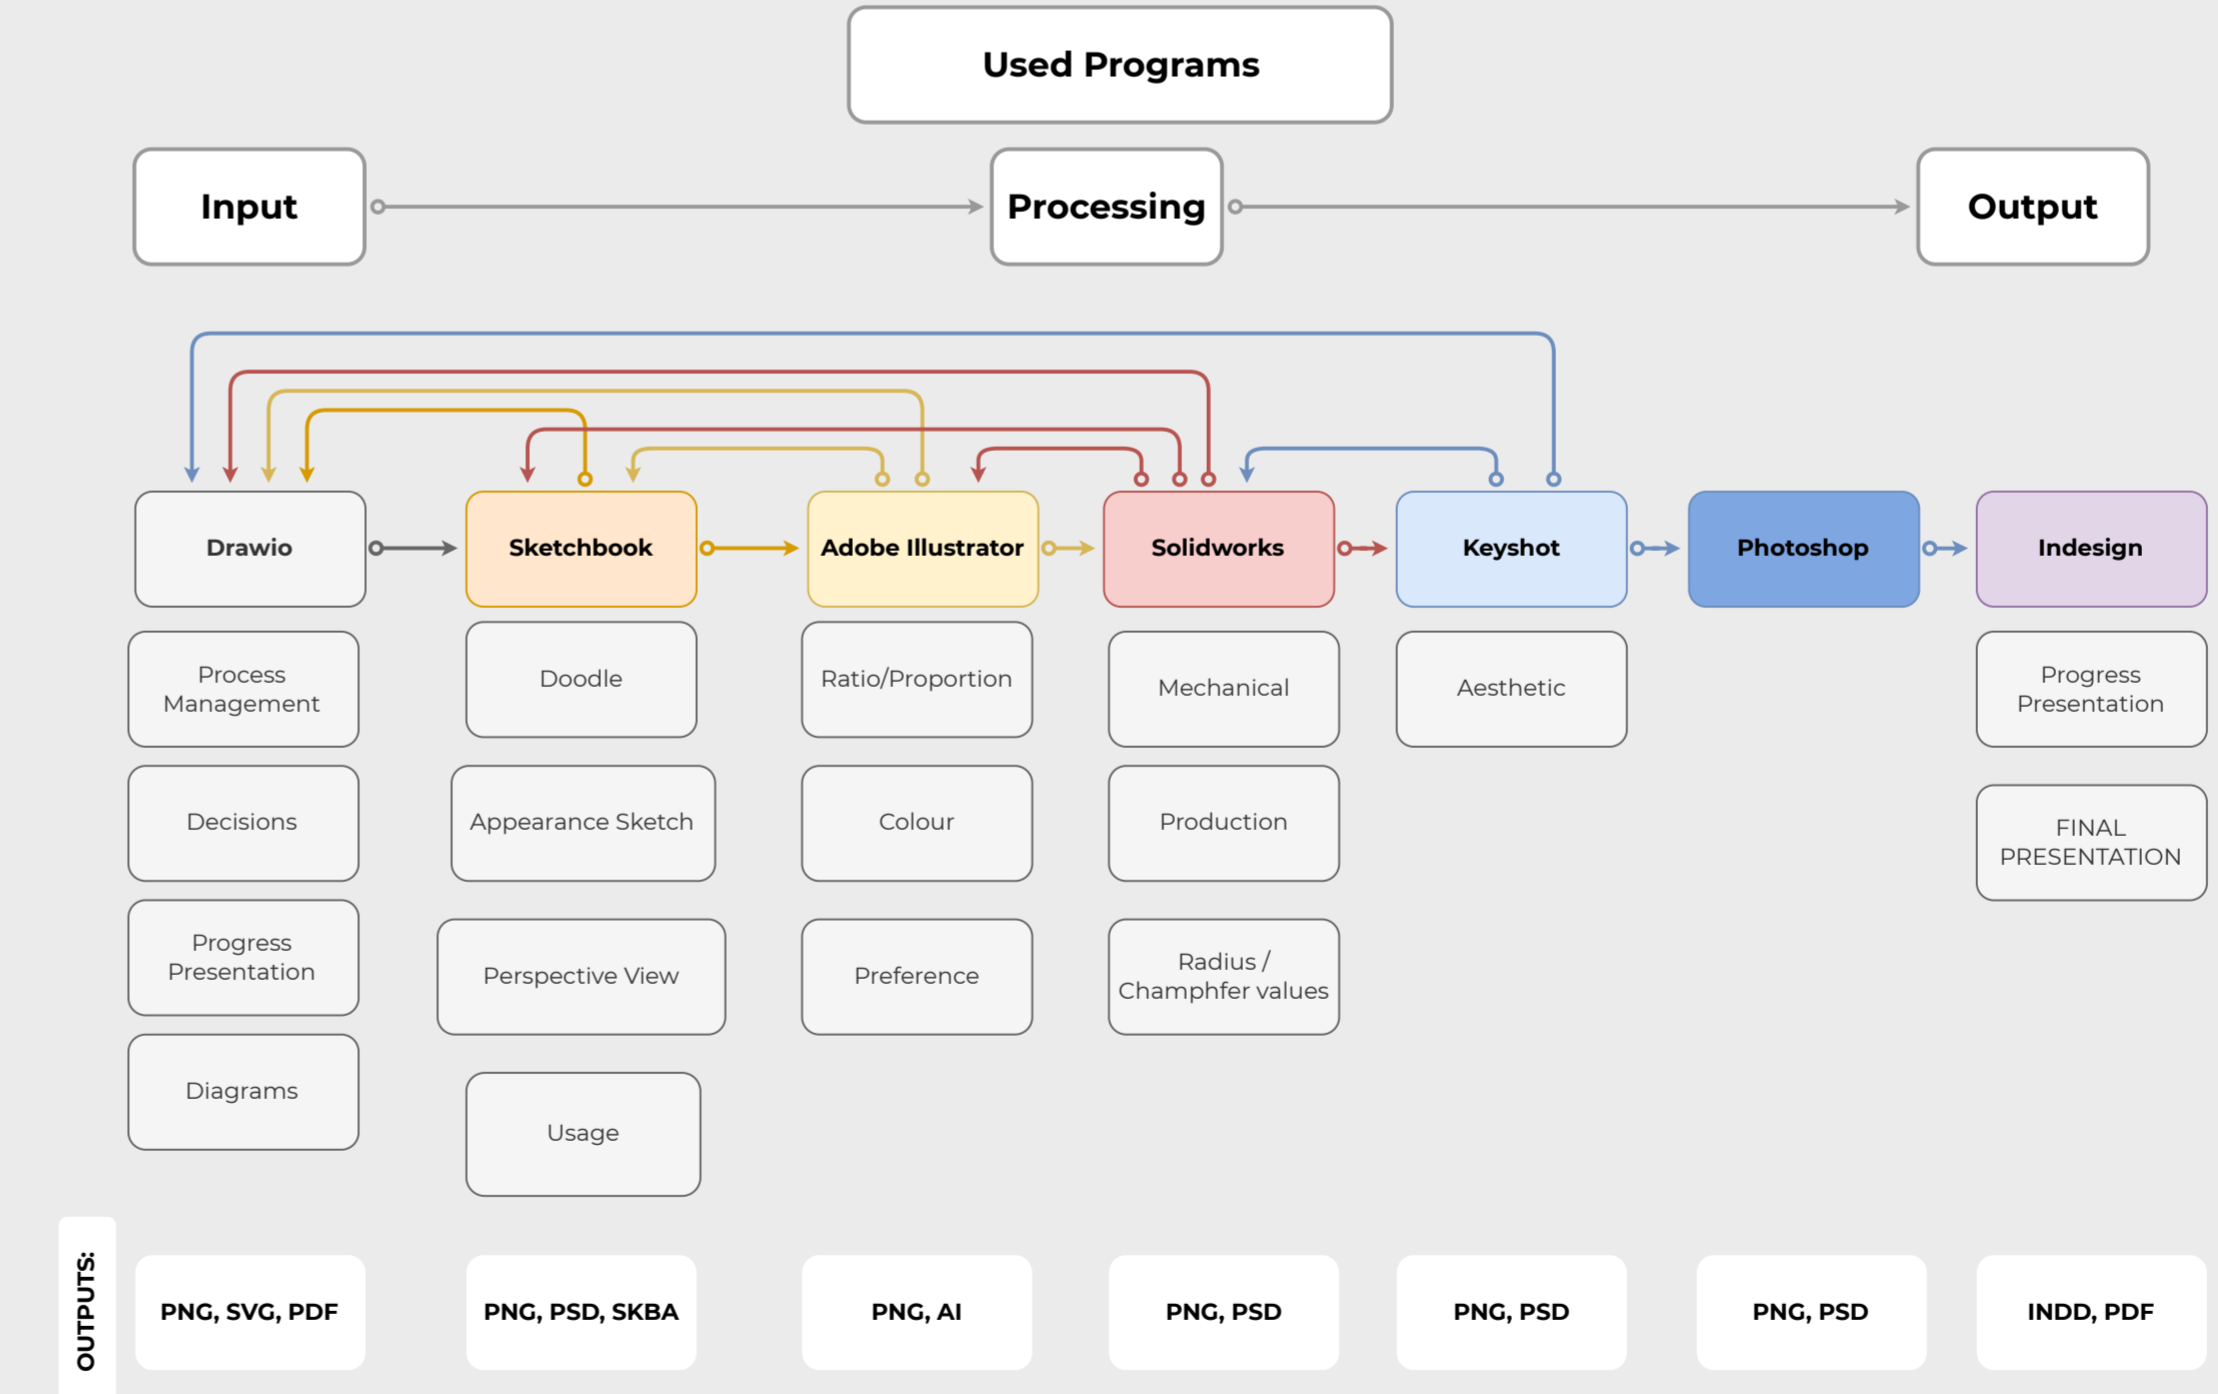 Used Programs
Input
Processing
Output
Drawio
Sketchbook
Adobe Illustrator
Solidworks
Keyshot
Photoshop
Indesign
Process
Management
Doodle
Ratio/Proportion
Mechanical
Aesthetic
Progress
Presentation
Decisions
Appearance Sketch
Colour
Production
FINAL
PRESENTATION
Progress
Presentation
Perspective View
Preference
Radius /
Champhfer values
Diagrams
Usage
OUTPUTS:
PNG, SVG, PDF
PNG, PSD, SKBA
PNG, AI
PNG, PSD
PNG, PSD
PNG, PSD
INDD, PDF